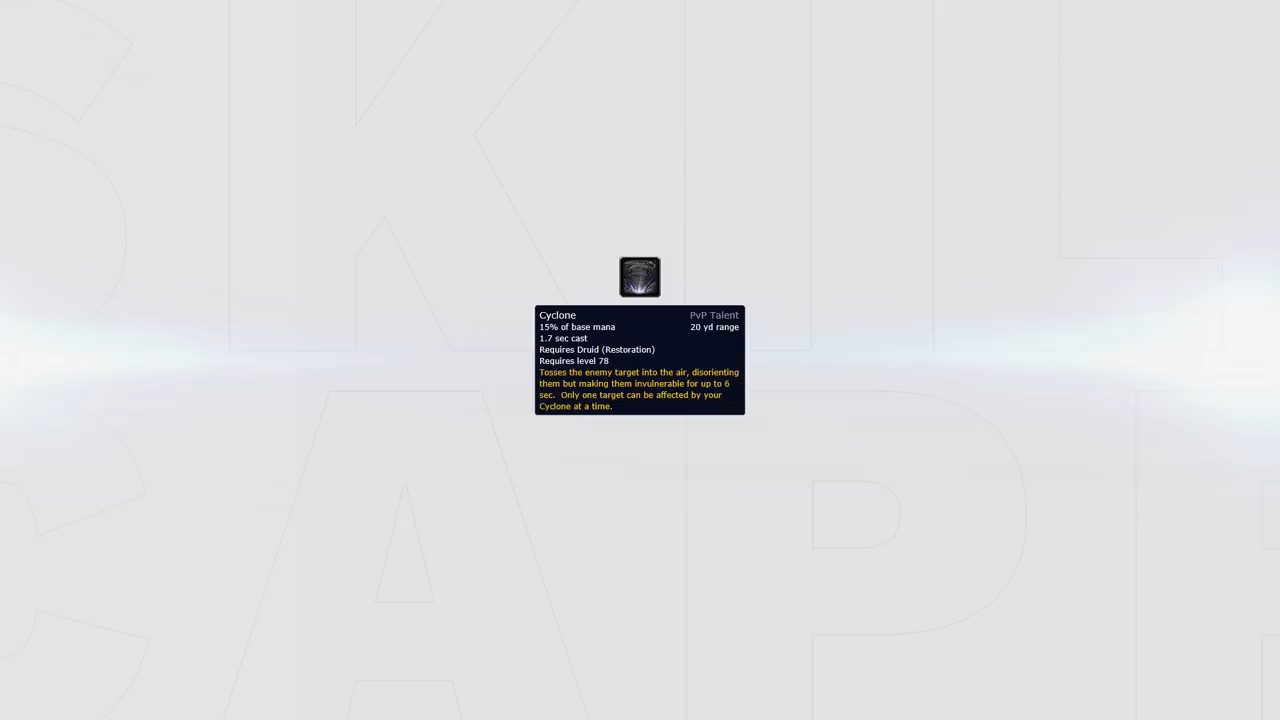 SKILL
Cyclone PvP Talent
15% of base mana 20 yd range
1.7 sec cast
Requires Druid (Restoration)
Requires level 78
Tosses the enemy target into the air, disorienting
them but making them invulnerable for up to 6
sec. Only one target can be affected by your
Cyclone at a time.
CAPE